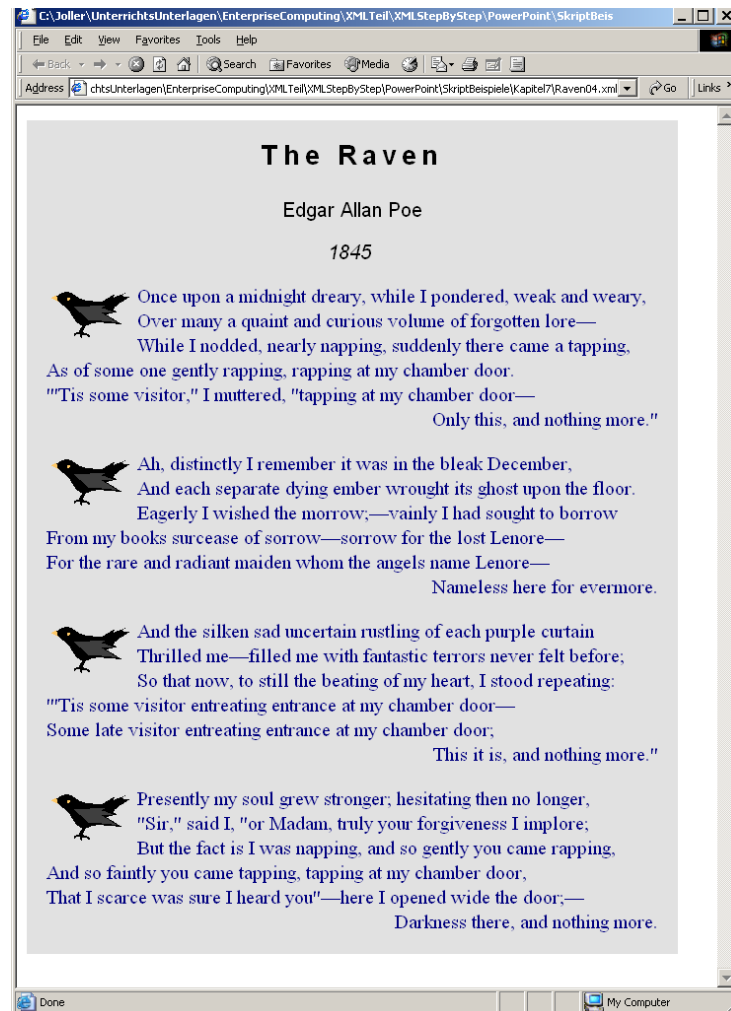 C:\Joller\UnterrichtsUnterlagen\EnterpriseComputing\XMLTeil\XMLStepByStep\PowerPoint\SkriptBeis
File Edit View Favorites Tools Help
Back Search Favorites Media
Address chtsUnterlagen\EnterpriseComputing\XMLTeil\XMLStepByStep\PowerPoint\SkriptBeispiele\Kapitel7\Raven04.xml Go Links »
The Raven
Edgar Allan Poe
1845
Once upon a midnight dreary, while I pondered, weak and weary,
Over many a quaint and curious volume of forgotten lore—
While I nodded, nearly napping, suddenly there came a tapping,
As of some one gently rapping, rapping at my chamber door.
"'Tis some visitor," I muttered, "tapping at my chamber door—
Only this, and nothing more."
Ah, distinctly I remember it was in the bleak December,
And each separate dying ember wrought its ghost upon the floor.
Eagerly I wished the morrow;—vainly I had sought to borrow
From my books surcease of sorrow—sorrow for the lost Lenore—
For the rare and radiant maiden whom the angels name Lenore—
Nameless here for evermore.
And the silken sad uncertain rustling of each purple curtain
Thrilled me—filled me with fantastic terrors never felt before;
So that now, to still the beating of my heart, I stood repeating:
"'Tis some visitor entreating entrance at my chamber door—
Some late visitor entreating entrance at my chamber door;
This it is, and nothing more."
Presently my soul grew stronger; hesitating then no longer,
"Sir," said I, "or Madam, truly your forgiveness I implore;
But the fact is I was napping, and so gently you came rapping,
And so faintly you came tapping, tapping at my chamber door,
That I scarce was sure I heard you"—here I opened wide the door;—
Darkness there, and nothing more.
Done My Computer